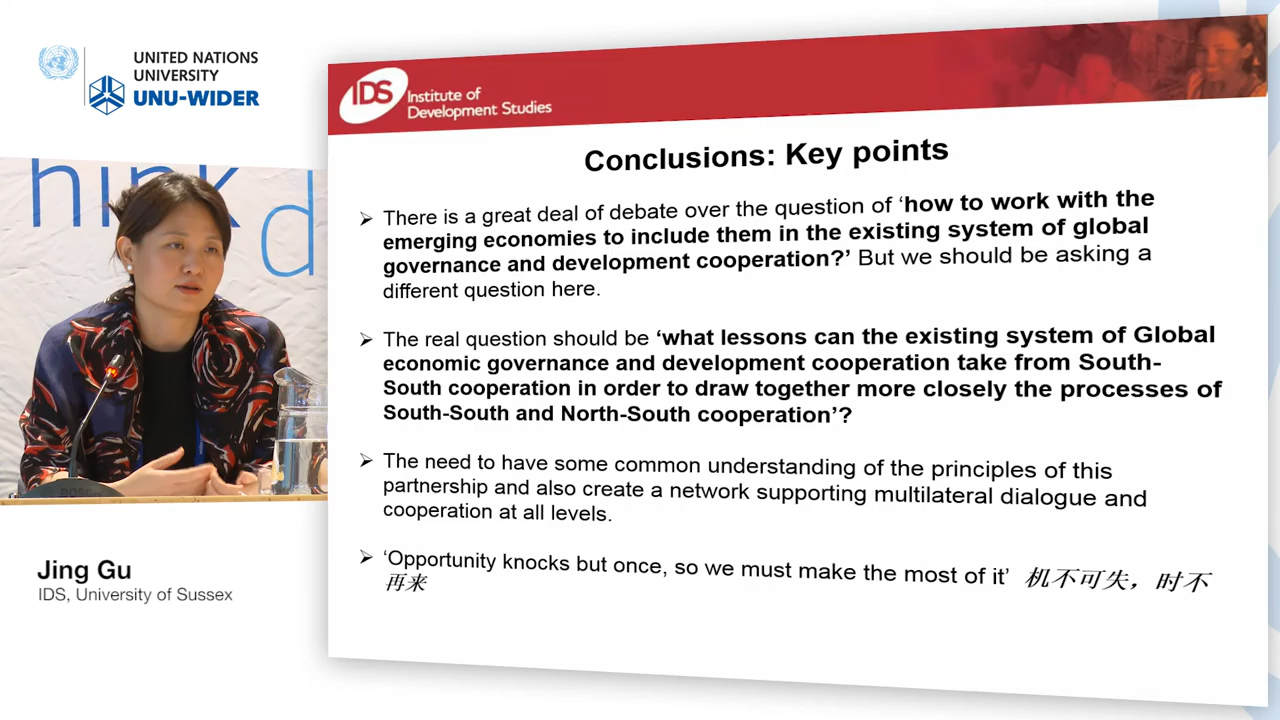 UNITED NATIONS
UNIVERSITY
UNU-WIDER
hink
d
Jing Gu
IDS, University of Sussex
IDS Institute of
Development Studies
Conclusions: Key points
There is a great deal of debate over the question of ‘how to work with the
emerging economies to include them in the existing system of global
governance and development cooperation?’ But we should be asking a
different question here.
The real question should be ‘what lessons can the existing system of Global
economic governance and development cooperation take from South-
South cooperation in order to draw together more closely the processes of
South-South and North-South cooperation’?
The need to have some common understanding of the principles of this
partnership and also create a network supporting multilateral dialogue and
cooperation at all levels.
‘Opportunity knocks but once, so we must make the most of it’ 机不可失，时不
再来